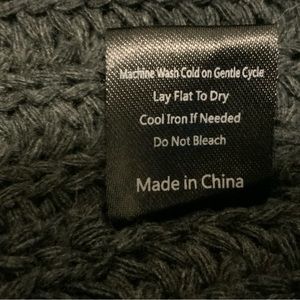 Machine Wash Cold on Gentle Cycle
Lay Flat To Dry
Cool Iron If Needed
Do Not Bleach
Made in China